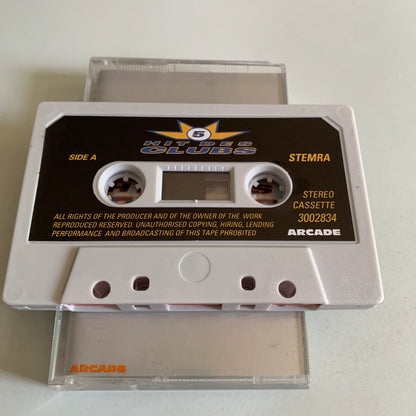 5
HIT DES
CLUBS
SIDE A
STEMRA
STEREO
CASSETTE
3002834
ALL RIGHTS OF THE PRODUCER AND OF THE OWNER OF THE WORK
REPRODUCED RESERVED. UNAUTHORISED COPYING, HIRING, LENDING
PERFORMANCE AND BROADCASTING OF THIS TAPE PHROBITED
ARCADE
ARCADE